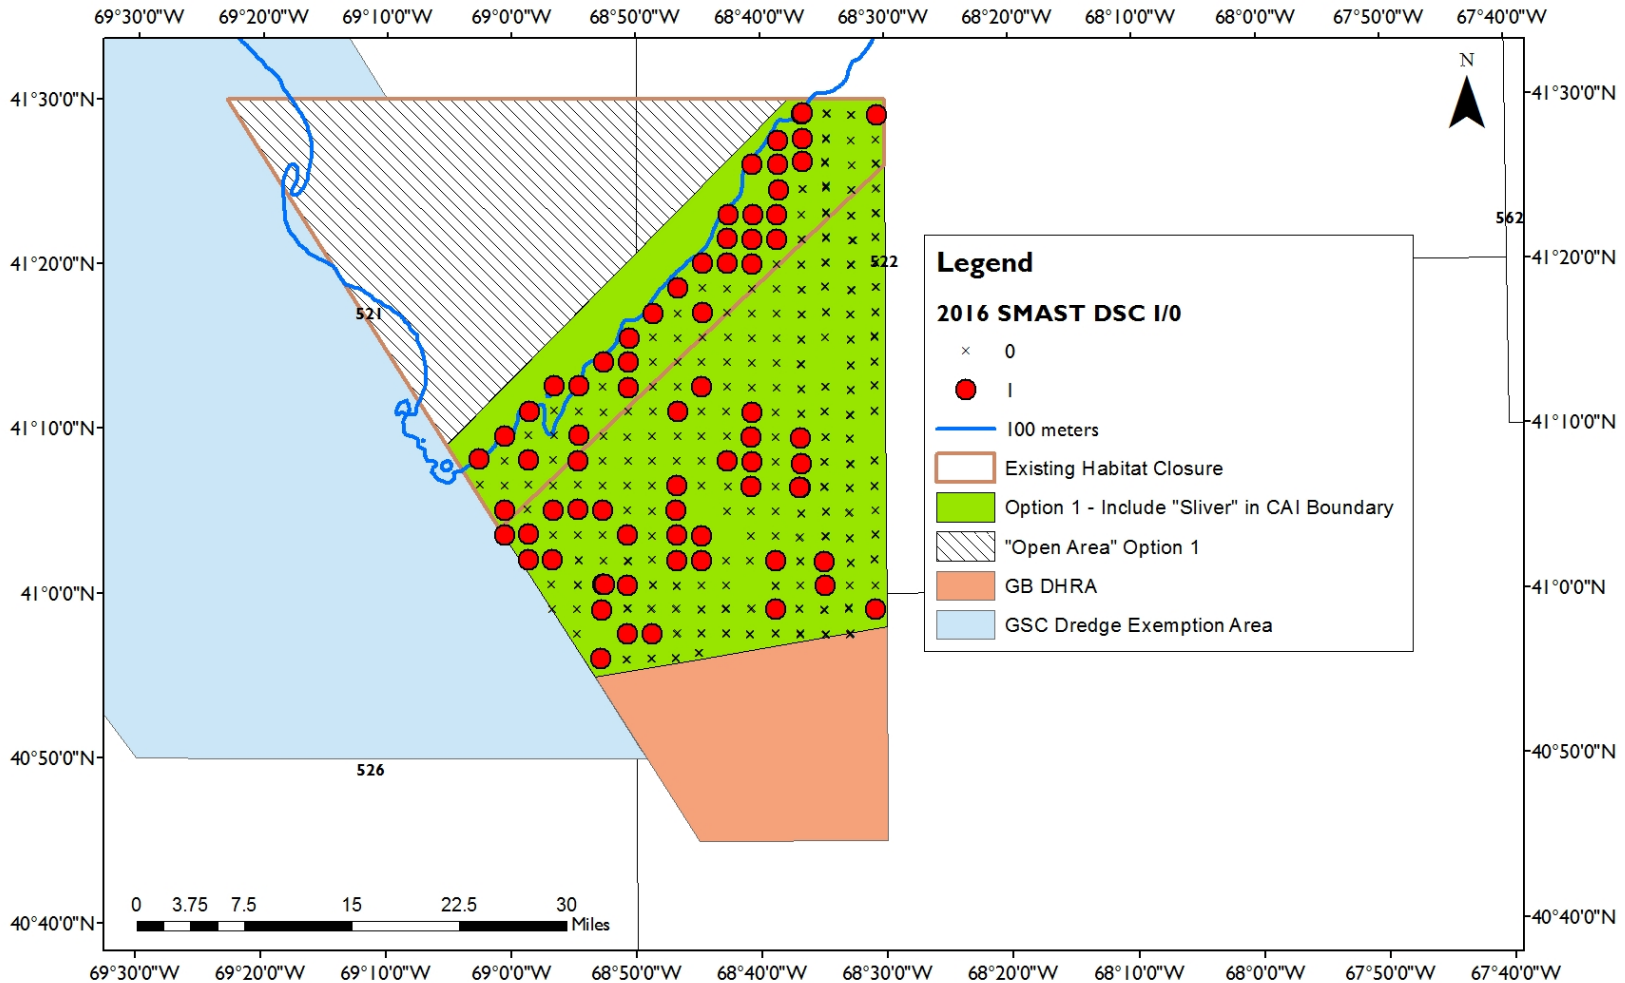 69°30'0"W 69°20'0"W 69°10'0"W 69°0'0"W 68°50'0"W 68°40'0"W 68°30'0"W 68°20'0"W 68°10'0"W 68°0'0"W 67°50'0"W 67°40'0"W
N
41°30'0"N 41°30'0"N
562
41°20'0"N 522 41°20'0"N
Legend
521
2016 SMAST DSC 1/0
0
1
41°10'0"N 100 meters 41°10'0"N
Existing Habitat Closure
Option 1 - Include "Sliver" in CAI Boundary
"Open Area" Option 1
41°0'0"N GB DHRA 41°0'0"N
GSC Dredge Exemption Area
40°50'0"N 40°50'0"N
526
0 3.75 7.5 15 22.5 30
Miles
40°40'0"N 40°40'0"N
69°30'0"W 69°20'0"W 69°10'0"W 69°0'0"W 68°50'0"W 68°40'0"W 68°30'0"W 68°20'0"W 68°10'0"W 68°0'0"W 67°50'0"W 67°40'0"W